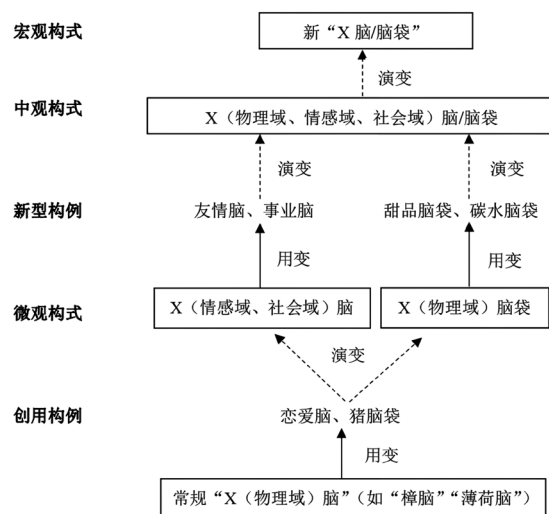 宏观构式
新“X 脑/脑袋”
演变
中观构式
X（物理域、情感域、社会域）脑/脑袋
演变
演变
新型构例
友情脑、事业脑
甜品脑袋、碳水脑袋
用变
用变
微观构式
X（情感域、社会域）脑
X（物理域）脑袋
演变
创用构例
恋爱脑、猪脑袋
用变
常规“X（物理域）脑”（如“樟脑”“薄荷脑”）